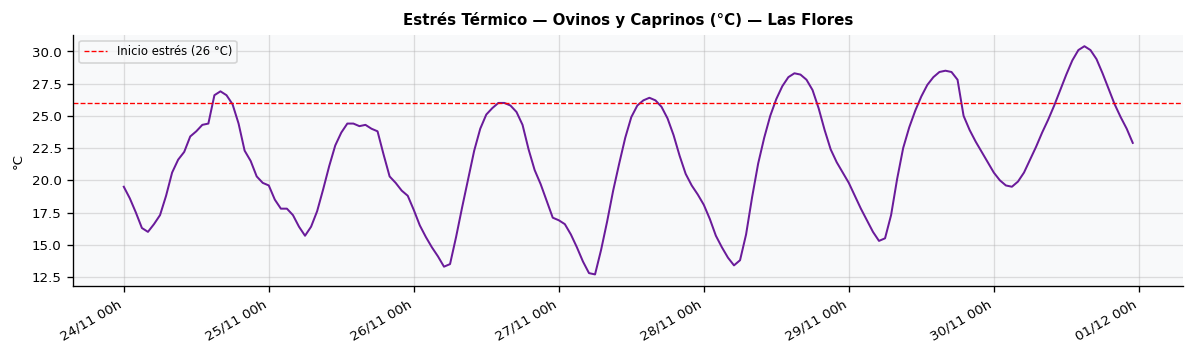 Estrés Térmico — Ovinos y Caprinos (°C) — Las Flores
Inicio estrés (26 °C)
°C
30.0
27.5
25.0
22.5
20.0
17.5
15.0
12.5
24/11 00h
25/11 00h
26/11 00h
27/11 00h
28/11 00h
29/11 00h
30/11 00h
01/12 00h